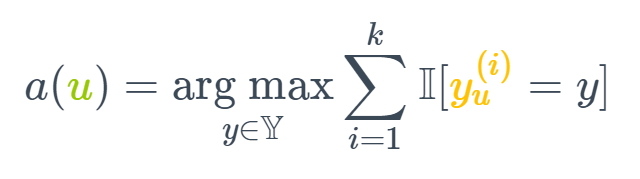 a(u) = arg max_{y∈𝕐} ∑_{i=1}^{k} 𝕀[y_u^{(i)} = y]